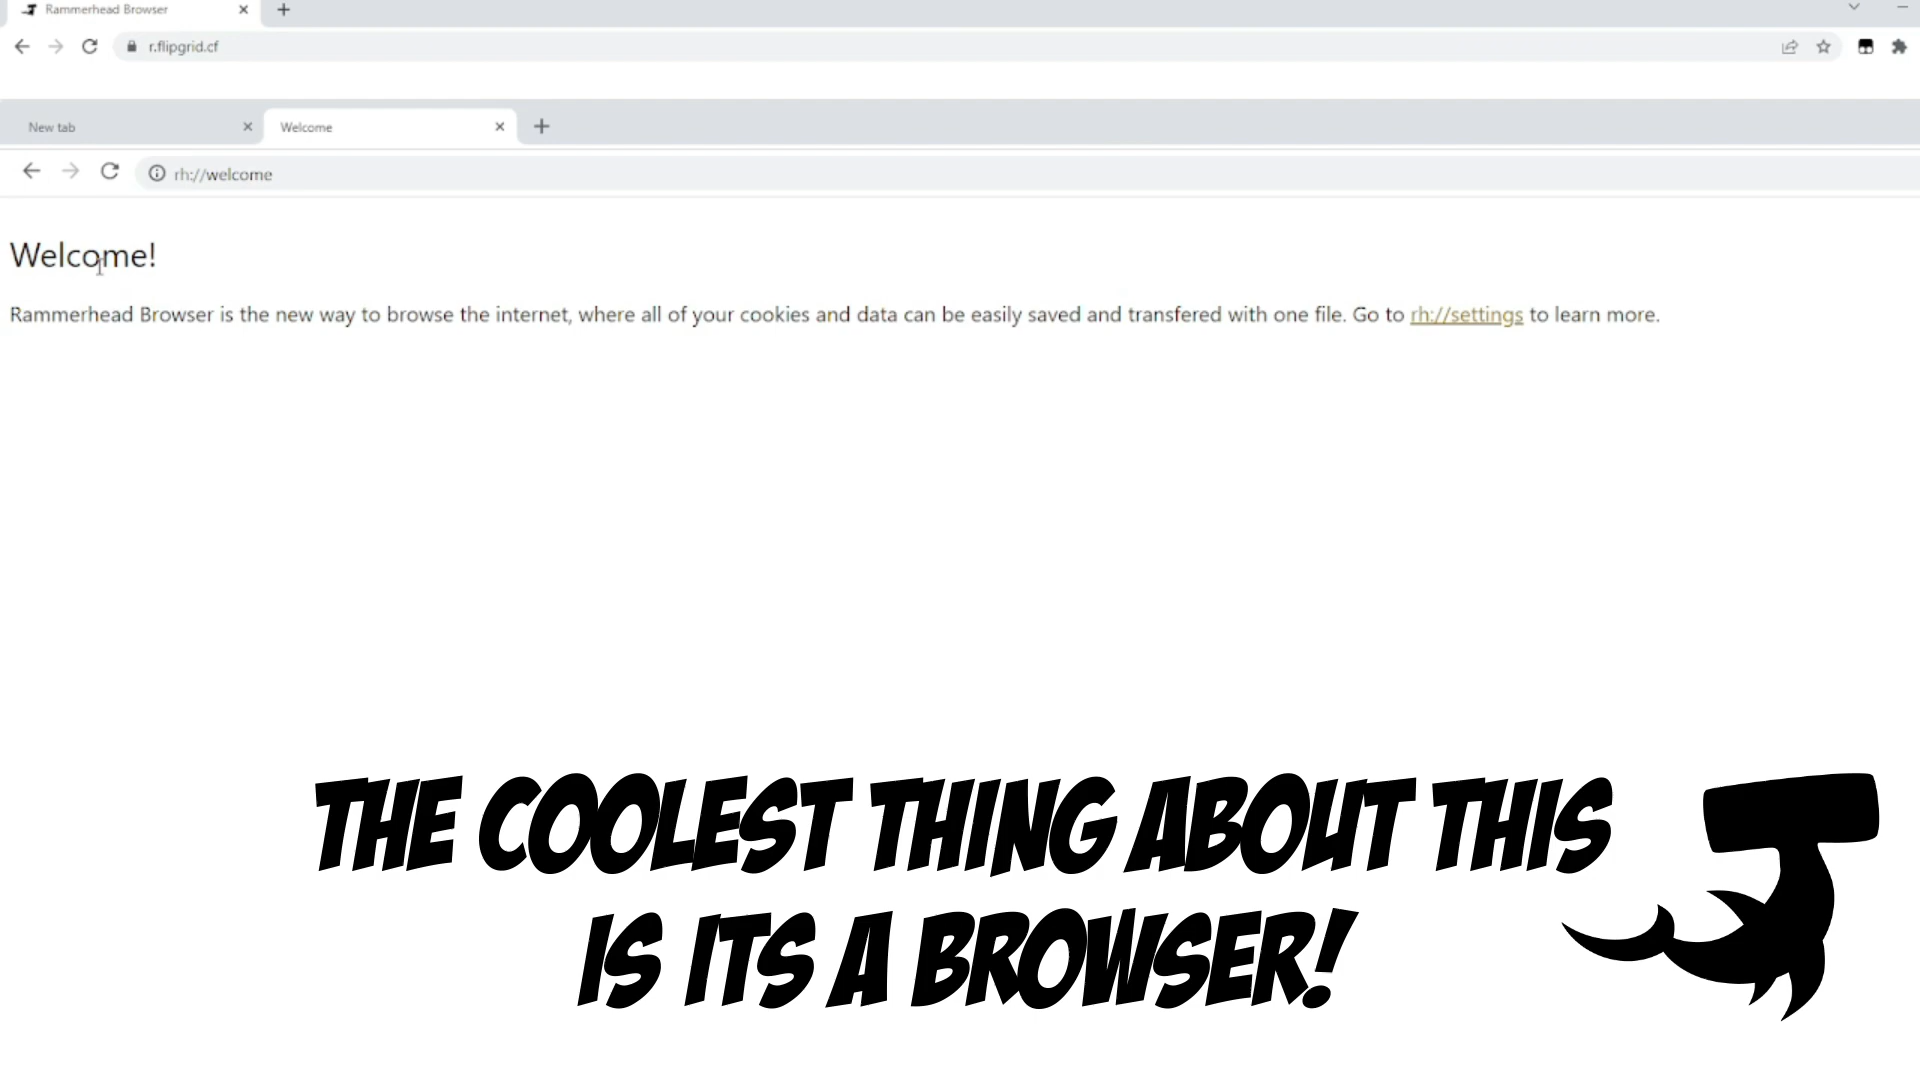 Rammerhead Browser
r.flipgrid.cf
New tab
Welcome
rh://welcome
Welcome!
Rammerhead Browser is the new way to browse the internet, where all of your cookies and data can be easily saved and transfered with one file. Go to rh://settings to learn more.
THE COOLEST THING ABOUT THIS
IS ITS A BROWSER!